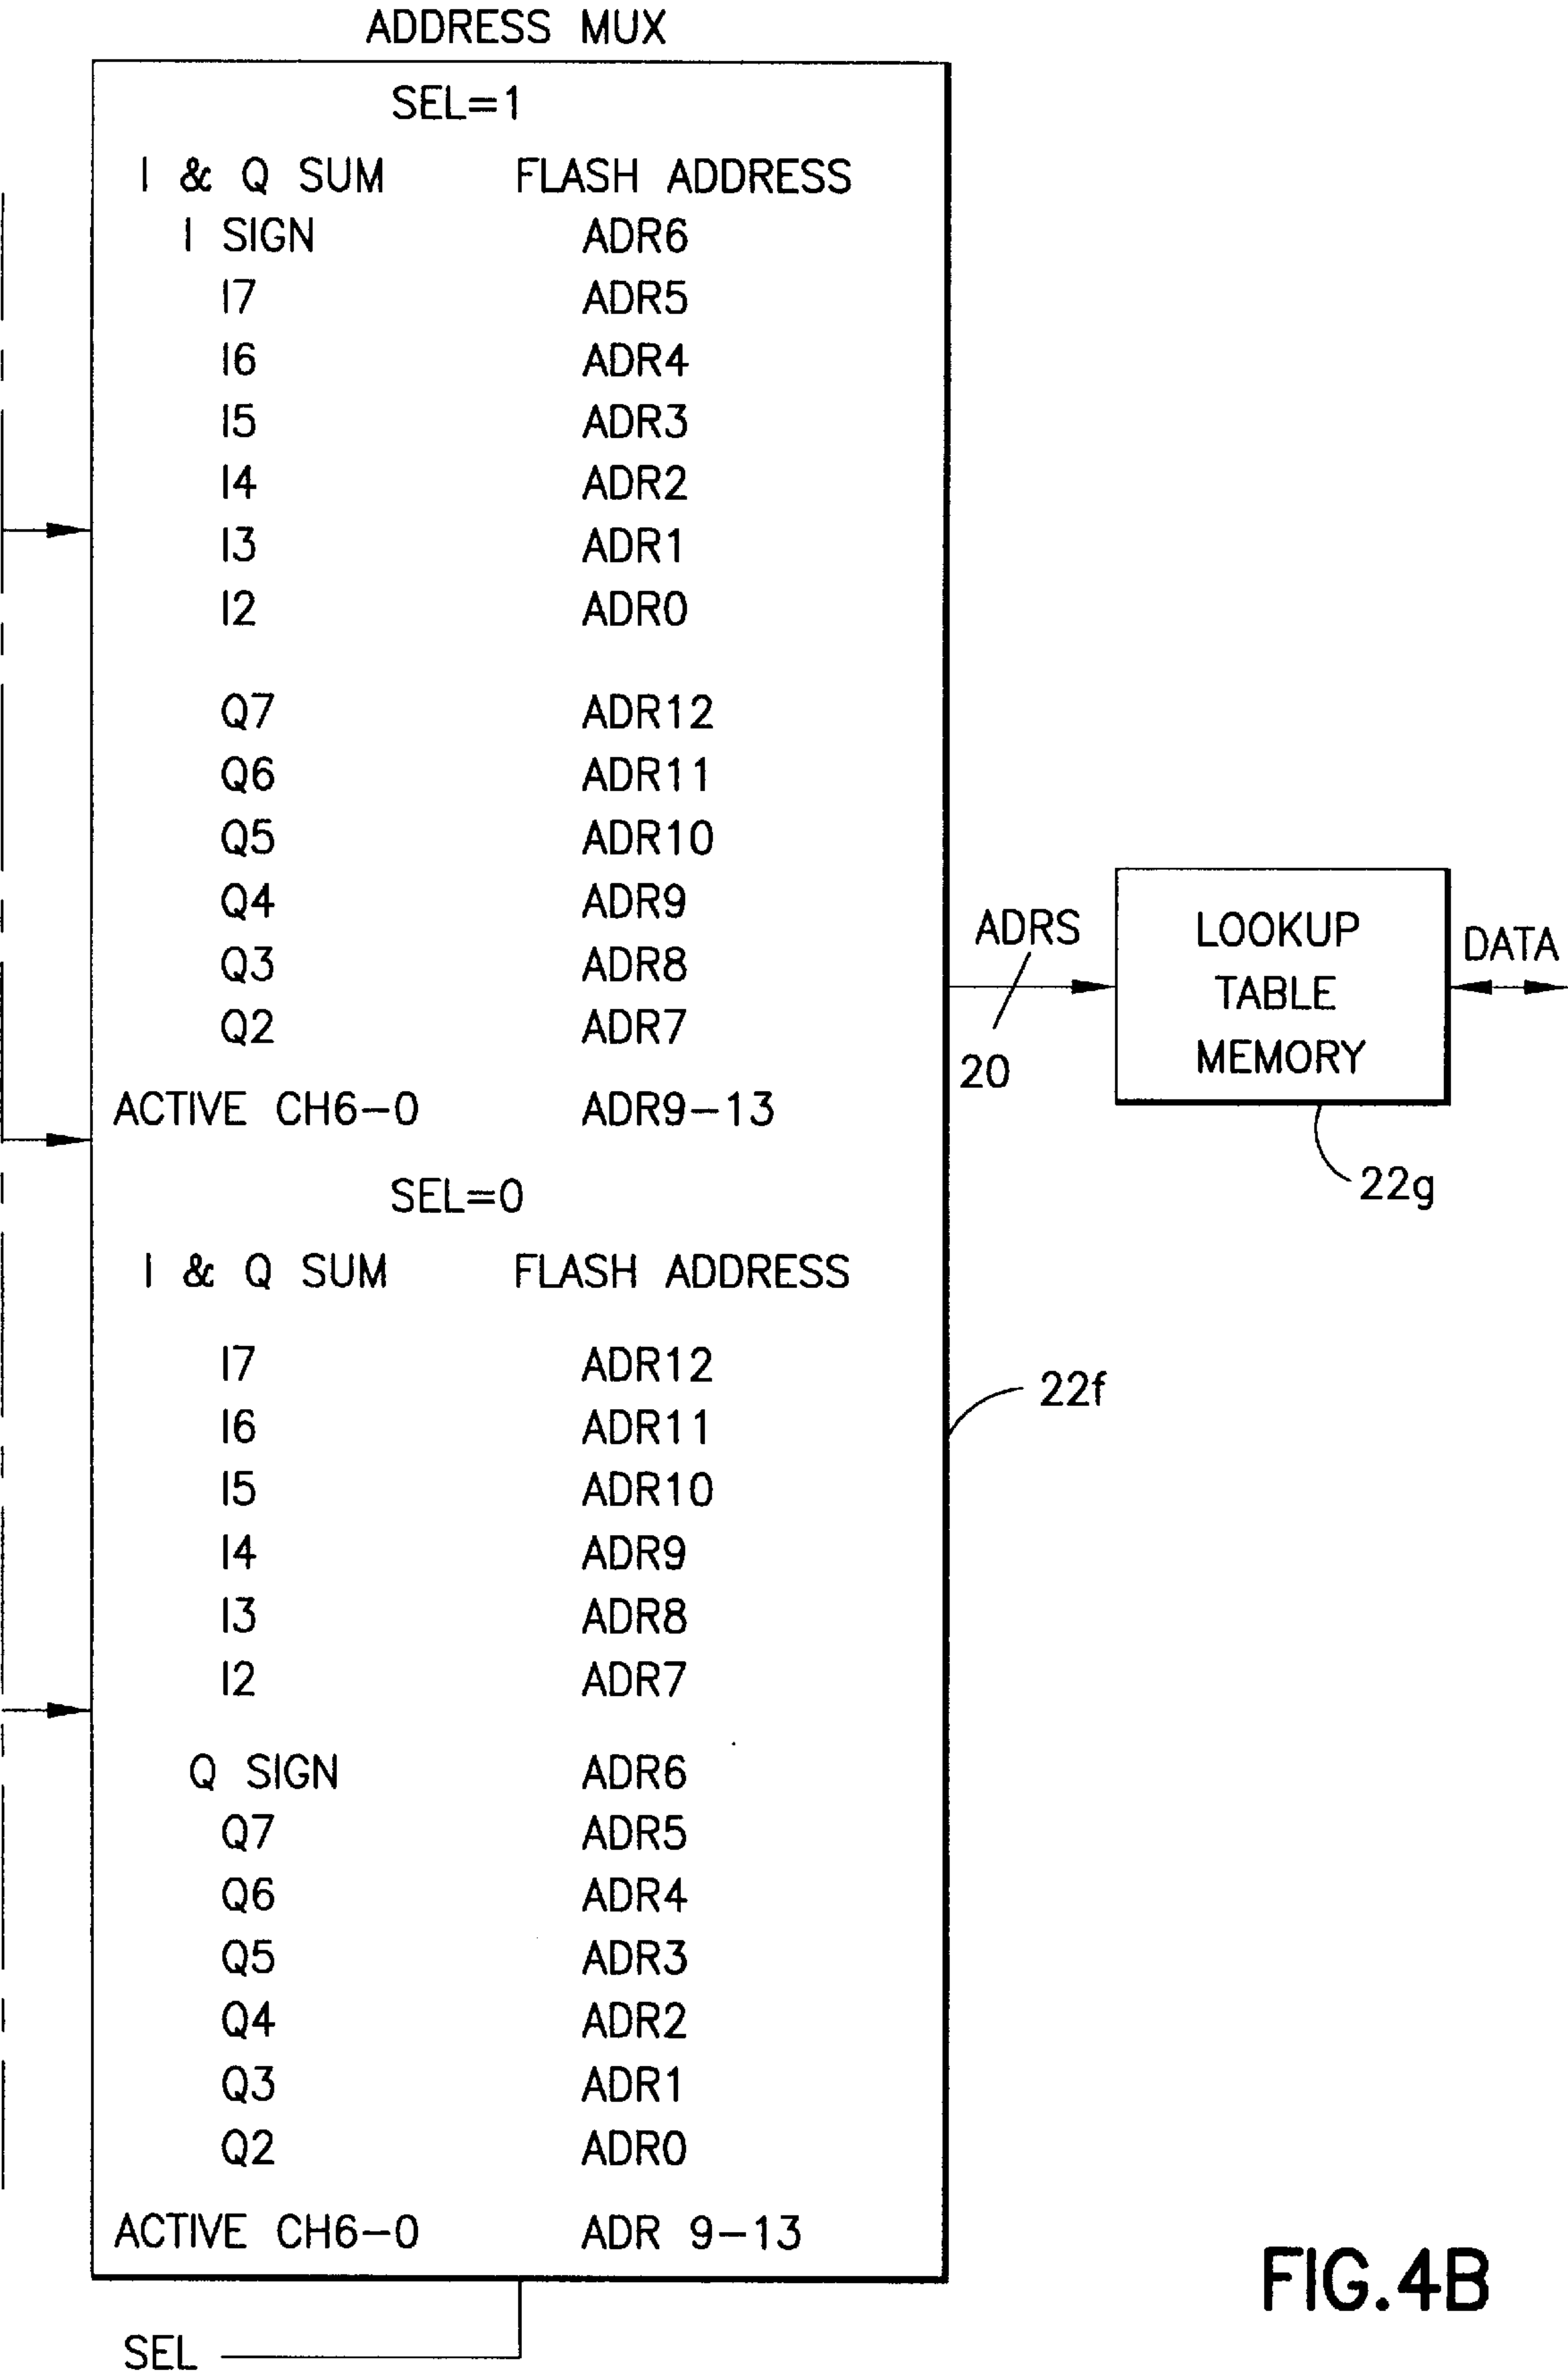 ADDRESS MUX
SEL=1
I & Q SUM FLASH ADDRESS
I SIGN ADR6
I7 ADR5
I6 ADR4
I5 ADR3
I4 ADR2
I3 ADR1
I2 ADR0
Q7 ADR12
Q6 ADR11
Q5 ADR10
Q4 ADR9
Q3 ADR8
Q2 ADR7
ACTIVE CH6-0 ADR9-13
SEL=0
I & Q SUM FLASH ADDRESS
I7 ADR12
I6 ADR11
I5 ADR10
I4 ADR9
I3 ADR8
I2 ADR7
Q SIGN ADR6
Q7 ADR5
Q6 ADR4
Q5 ADR3
Q4 ADR2
Q3 ADR1
Q2 ADR0
ACTIVE CH6-0 ADR 9-13
SEL
ADRS
20
LOOKUP
TABLE
MEMORY
DATA
22g
22f
FIG.4B